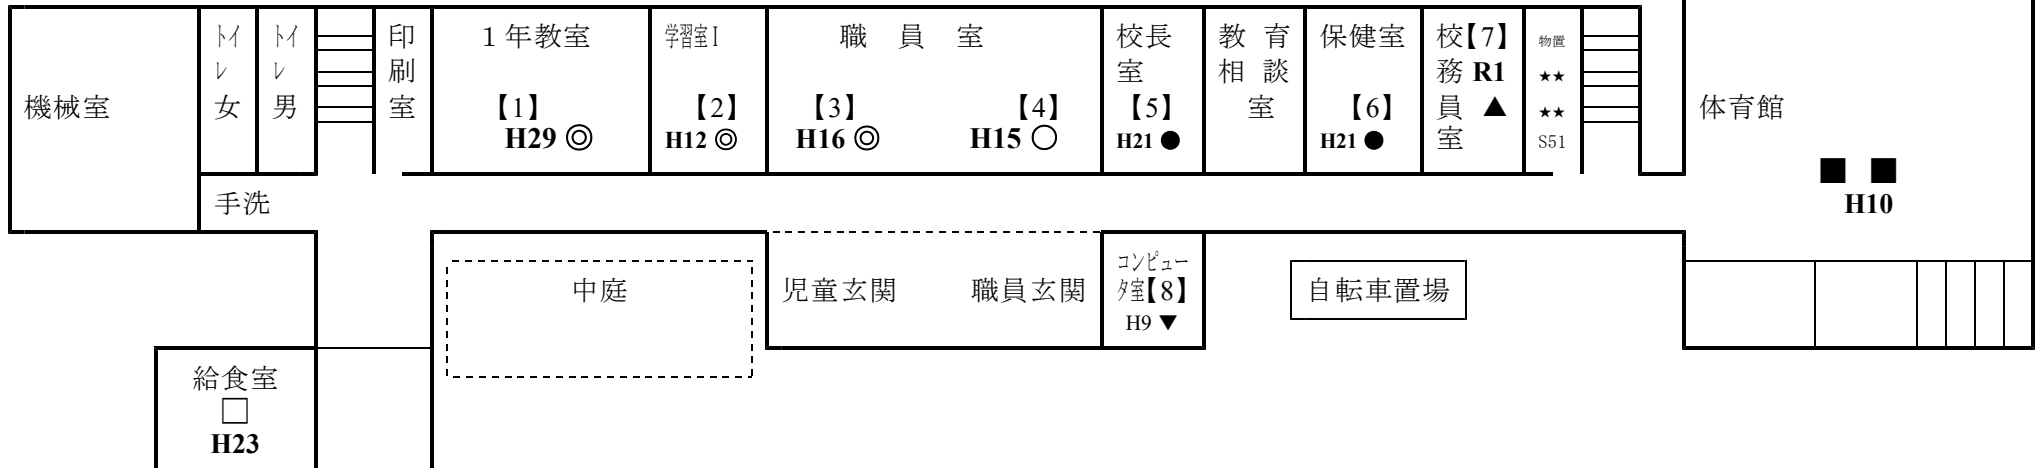 機械室
トイレ女
トイレ男
印刷室
1年教室
【1】
H29 ◎
学習室I
【2】
H12 ◎
職員室
【3】
H16 ◎
【4】
H15 ○
校長室
【5】
H21 ●
教育相談室
保健室
【6】
H21 ●
校務員室
【7】
R1
▲
物置
★★
★★
S51
体育館
■ ■
H10
手洗
中庭
児童玄関
職員玄関
コンピュータ室【8】
H9 ▼
自転車置場
給食室
□
H23